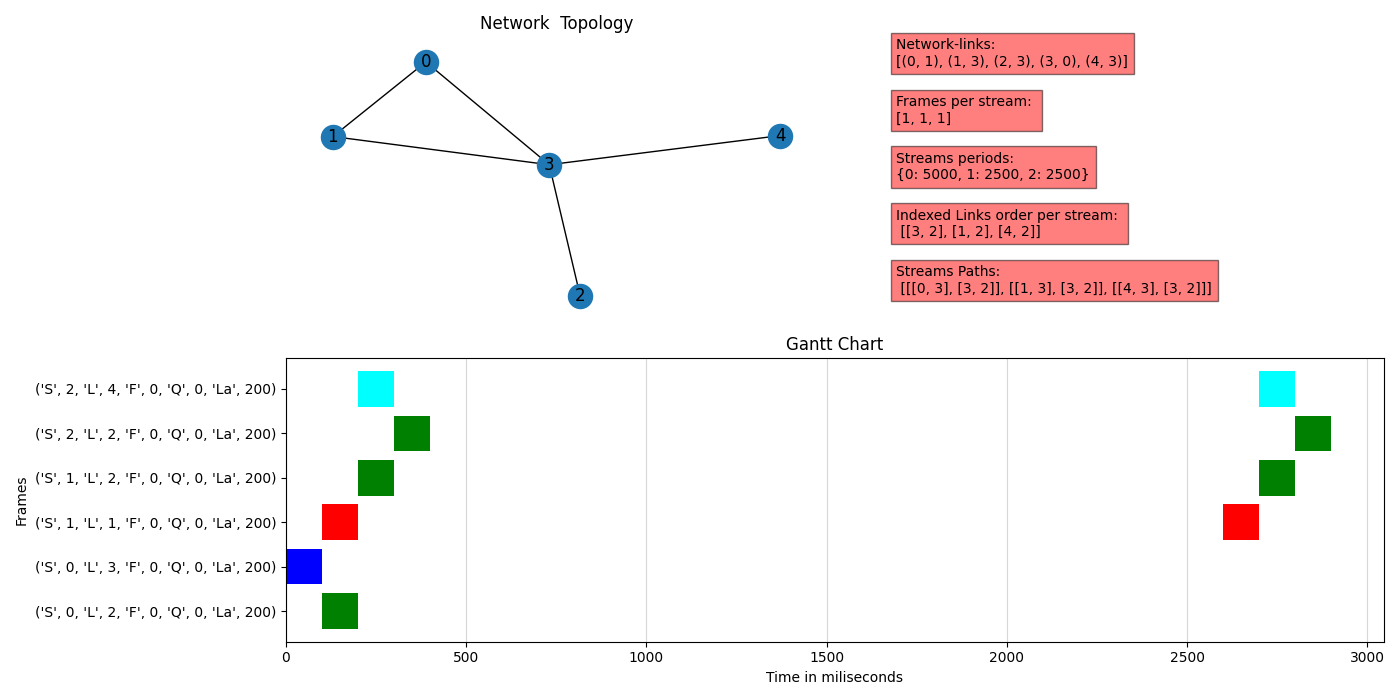 Network  Topology
0
1
3
4
2
Network-links:
[(0, 1), (1, 3), (2, 3), (3, 0), (4, 3)]
Frames per stream:
[1, 1, 1]
Streams periods:
{0: 5000, 1: 2500, 2: 2500}
Indexed Links order per stream:
[[3, 2], [1, 2], [4, 2]]
Streams Paths:
[[[0, 3], [3, 2]], [[1, 3], [3, 2]], [[4, 3], [3, 2]]]
Gantt Chart
Frames
('S', 2, 'L', 4, 'F', 0, 'Q', 0, 'La', 200)
('S', 2, 'L', 2, 'F', 0, 'Q', 0, 'La', 200)
('S', 1, 'L', 2, 'F', 0, 'Q', 0, 'La', 200)
('S', 1, 'L', 1, 'F', 0, 'Q', 0, 'La', 200)
('S', 0, 'L', 3, 'F', 0, 'Q', 0, 'La', 200)
('S', 0, 'L', 2, 'F', 0, 'Q', 0, 'La', 200)
0 500 1000 1500 2000 2500 3000
Time in miliseconds